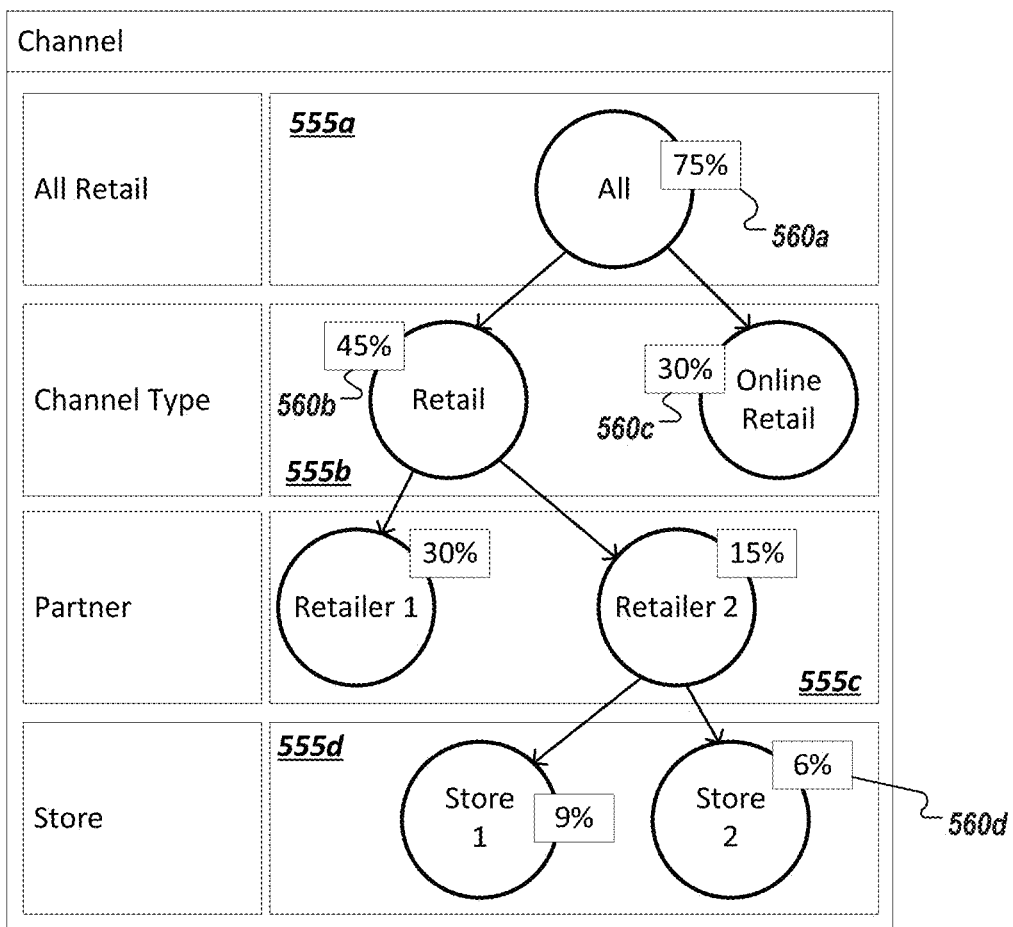 Channel
All Retail
555a
All
75%
560a
Channel Type
45%
560b
Retail
555b
30%
560c
Online
Retail
Partner
Retailer 1
30%
Retailer 2
15%
555c
Store
555d
Store
1
9%
Store
2
6%
560d